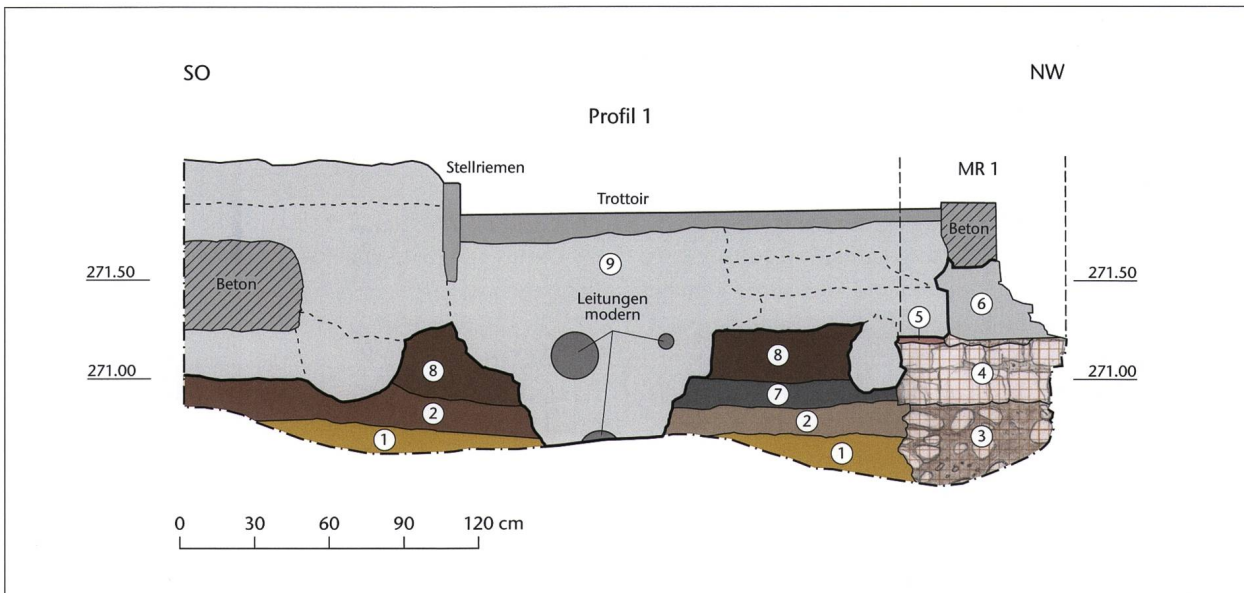 SO
NW
Profil 1
Stellriemen
MR 1
Trottoir
Beton
Beton
271.50
271.50
9
Leitungen
modern
6
5
8
8
4
271.00
271.00
7
2
2
3
1
1
0 30 60 90 120 cm